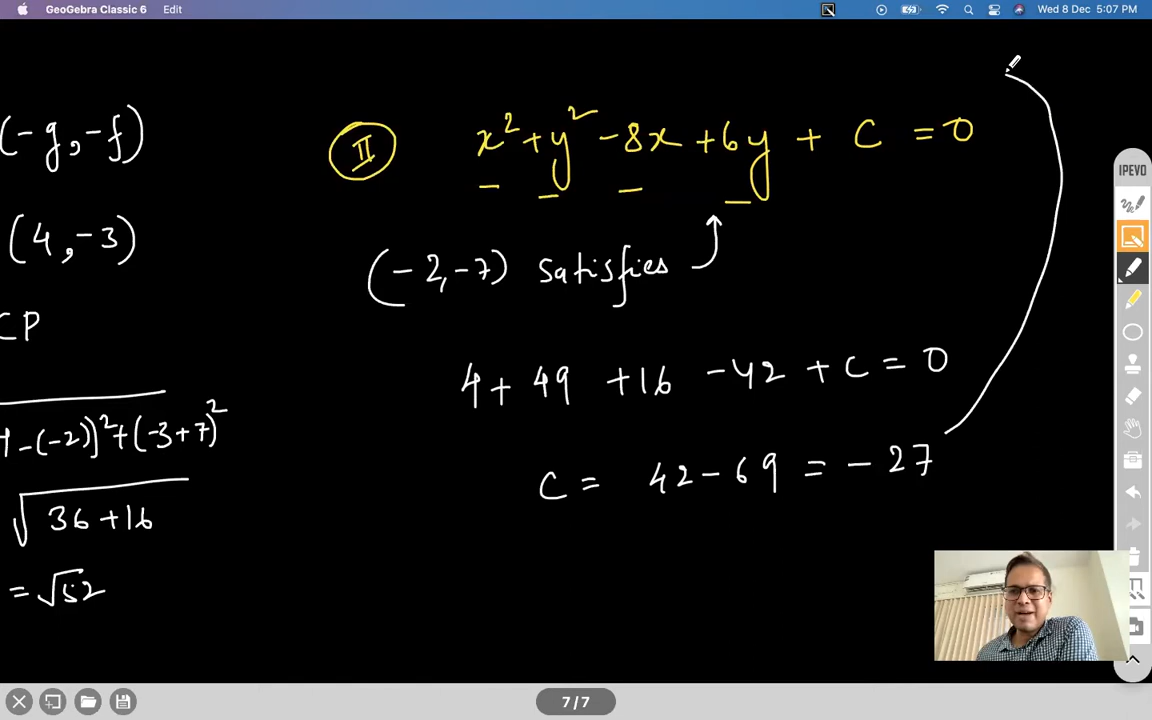 GeoGebra Classic 6 Edit Wed 8 Dec 5:07 PM
(-g, -f)
(4, -3)
CP
-(-2))²+(-3+7)²
√36+16
=√52
II x²+y²-8x+6y+c=0
(-2,-7) satisfies
4+49+16-42+c=0
c=42-69=-27
IPEVO
7/7